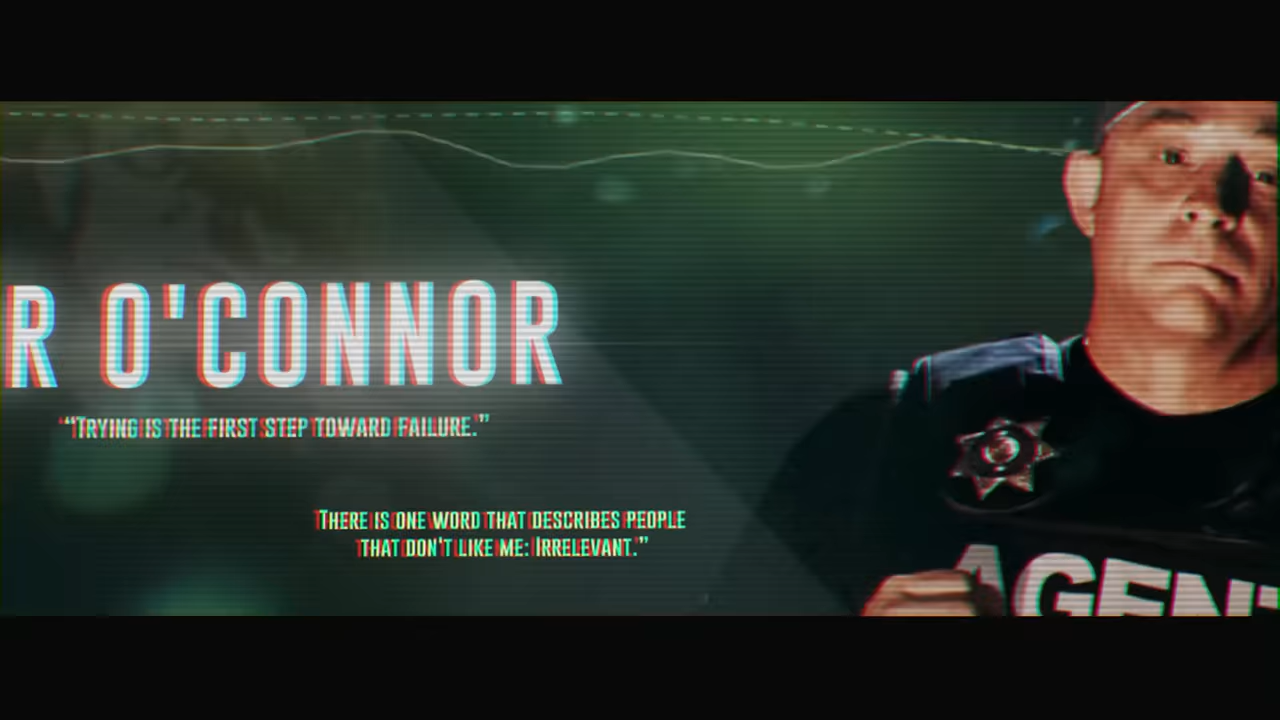 R O'CONNOR
“TRYING IS THE FIRST STEP TOWARD FAILURE.”
THERE IS ONE WORD THAT DESCRIBES PEOPLE
THAT DON'T LIKE ME: IRRELEVANT.”
AGENT